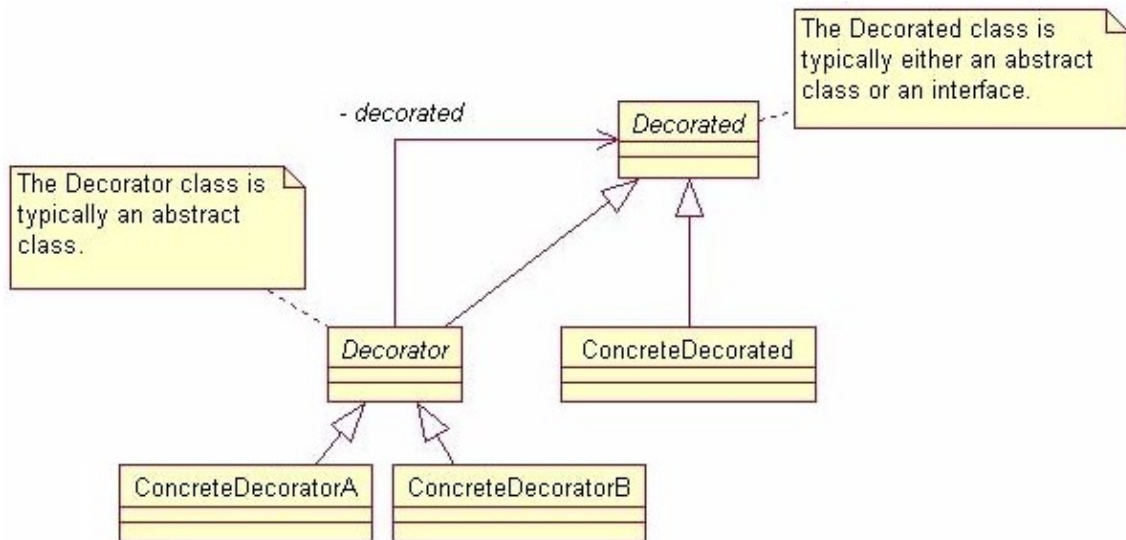 The Decorated class is
typically either an abstract
class or an interface.
- decorated
Decorated
The Decorator class is
typically an abstract
class.
Decorator
ConcreteDecorated
ConcreteDecoratorA
ConcreteDecoratorB